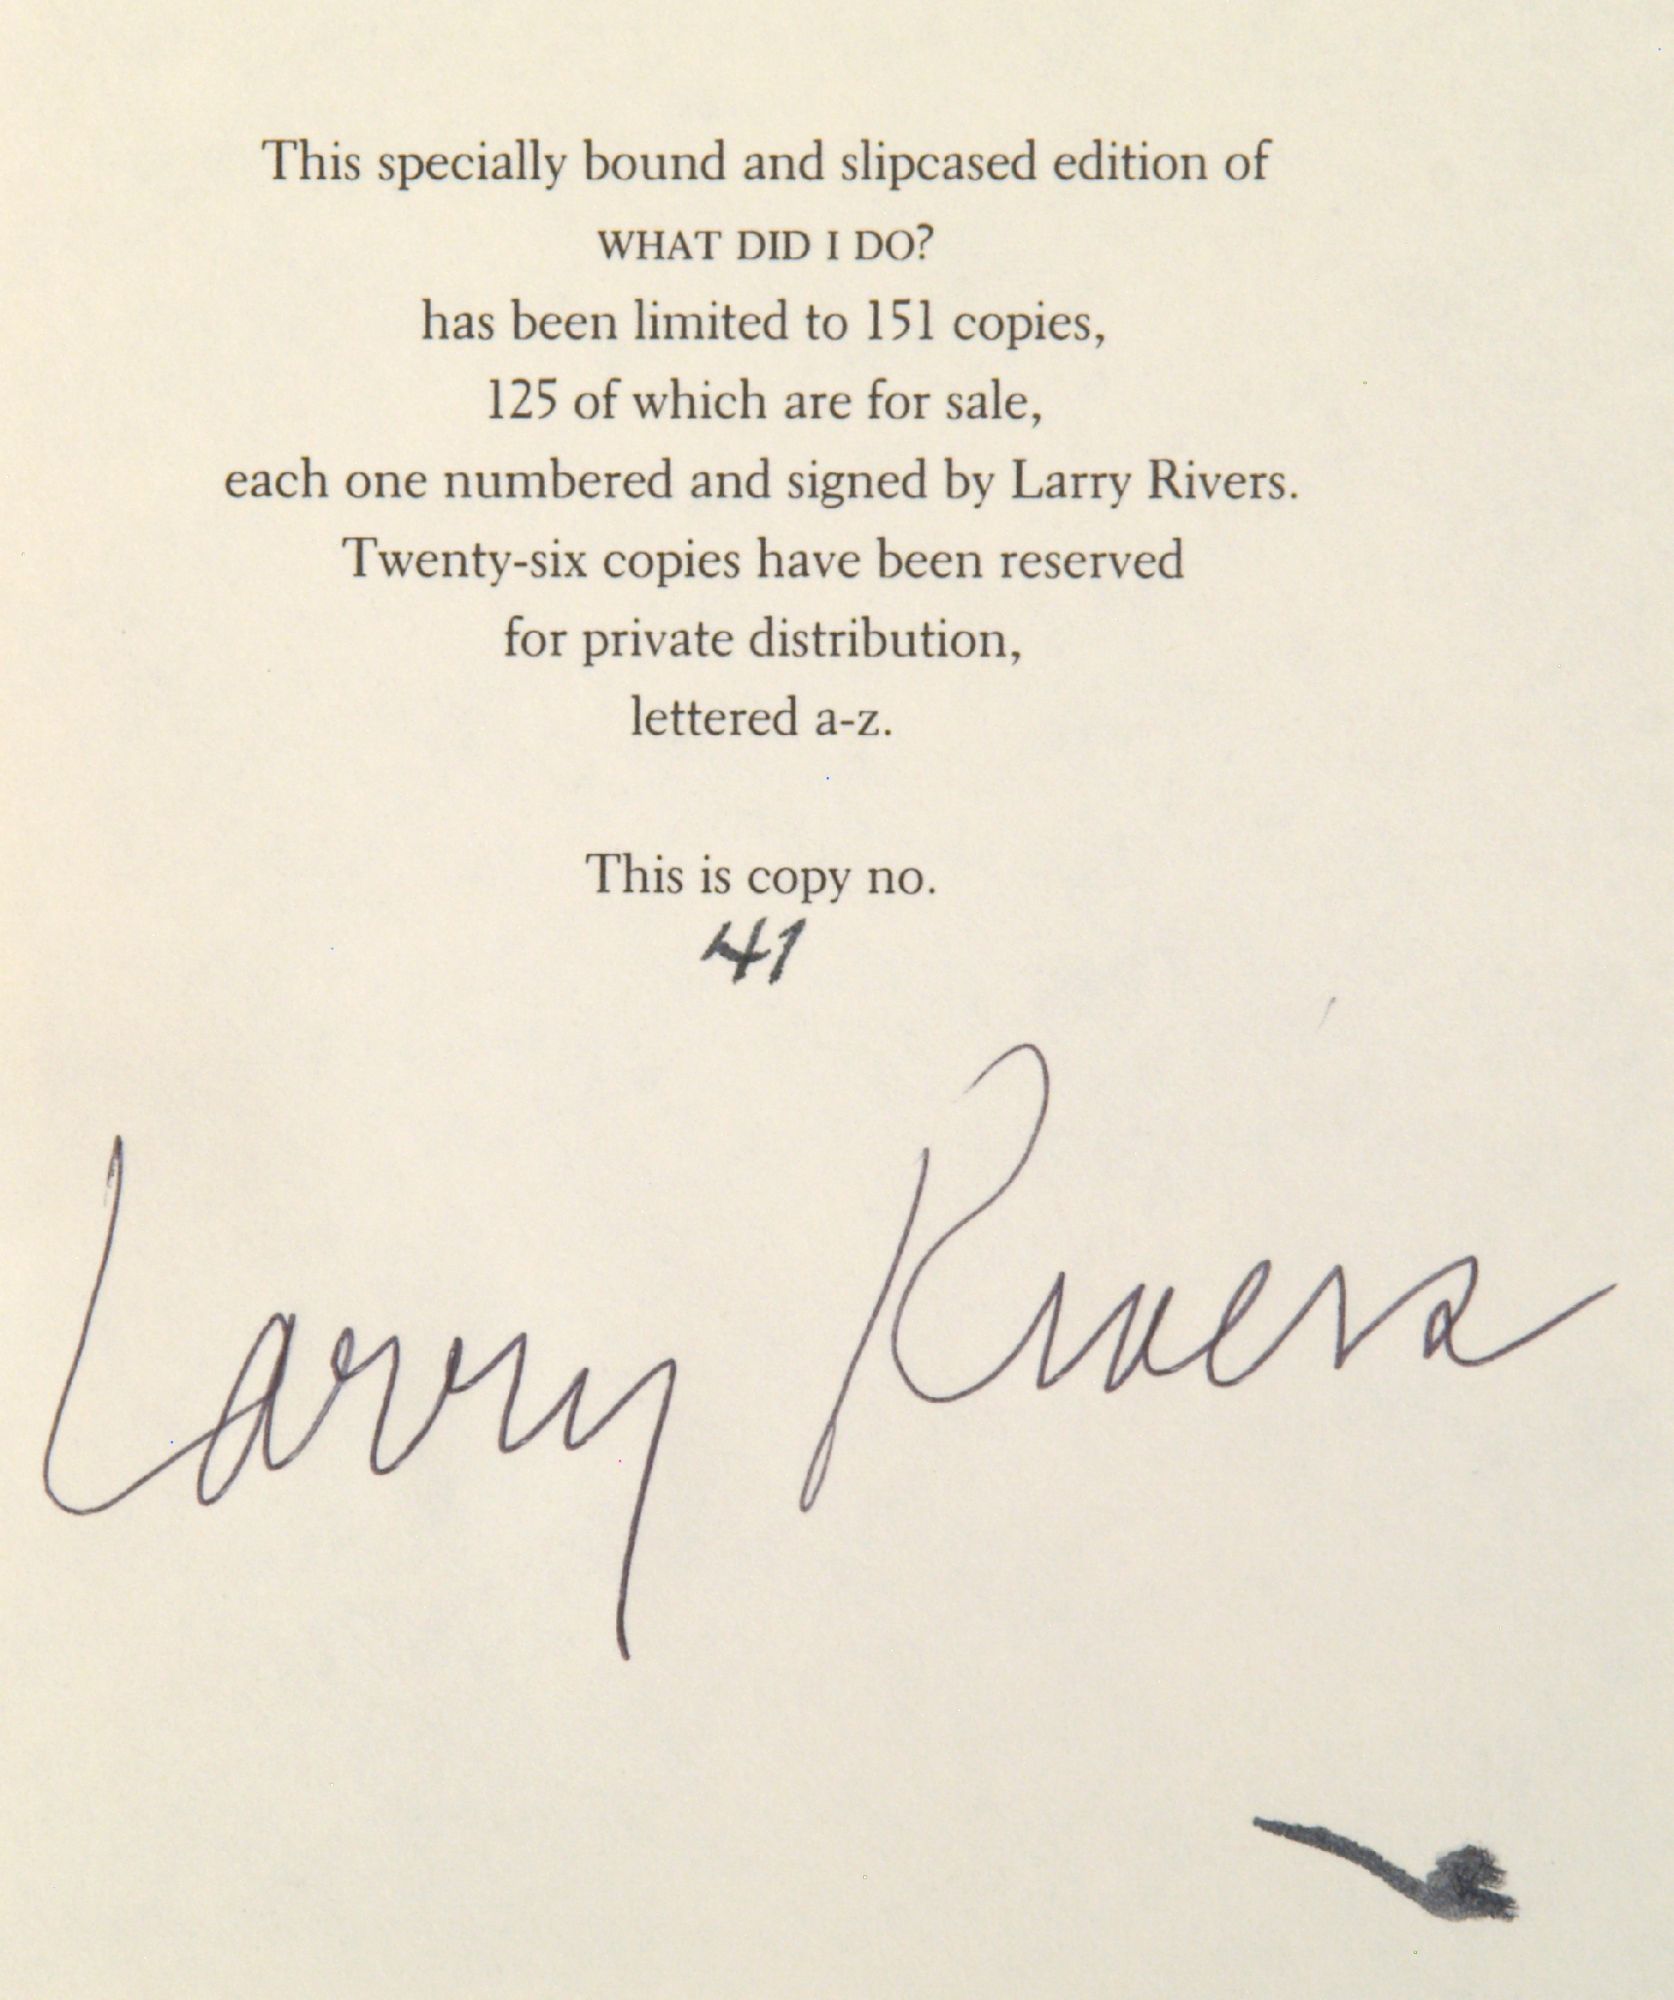 This specially bound and slipcased edition of
WHAT DID I DO?
has been limited to 151 copies,
125 of which are for sale,
each one numbered and signed by Larry Rivers.
Twenty-six copies have been reserved
for private distribution,
lettered a-z.
This is copy no.
41
Larry Rivers